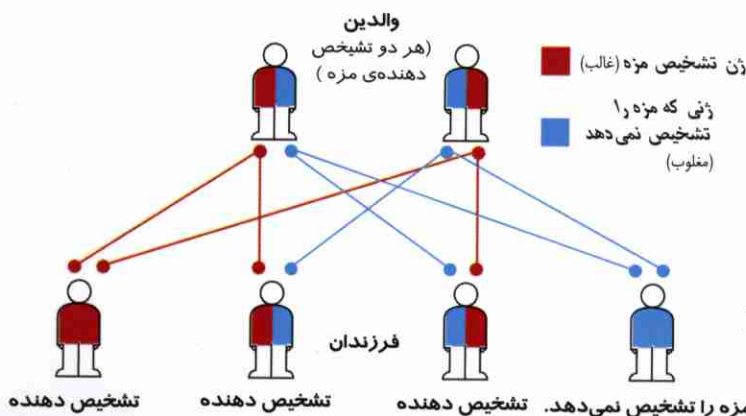 والدین
(هر دو تشیخص
دهنده‌ی مزه )
ژن تشخیص مزه (غالب)
ژنی که مزه را
تشخیص نمی‌دهد
(مغلوب)
فرزندان
تشخیص دهنده
تشخیص دهنده
تشخیص دهنده
مزه را تشخیص نمی‌دهد.